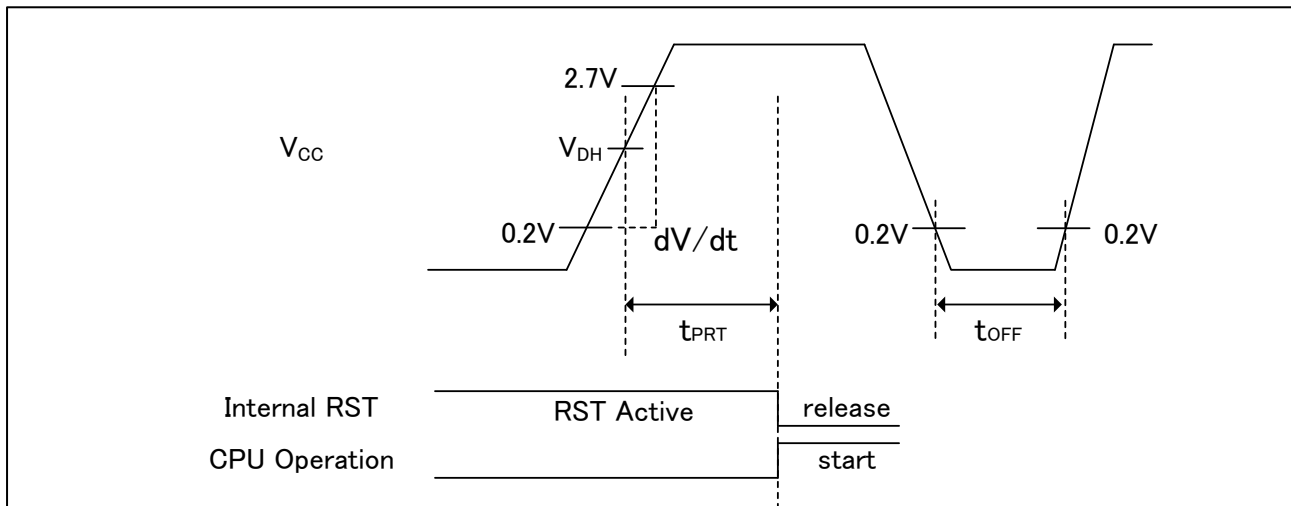 2.7V
VCC
VDH
0.2V
dV/dt
0.2V
0.2V
tPRT
tOFF
Internal RST
RST Active
release
CPU Operation
start